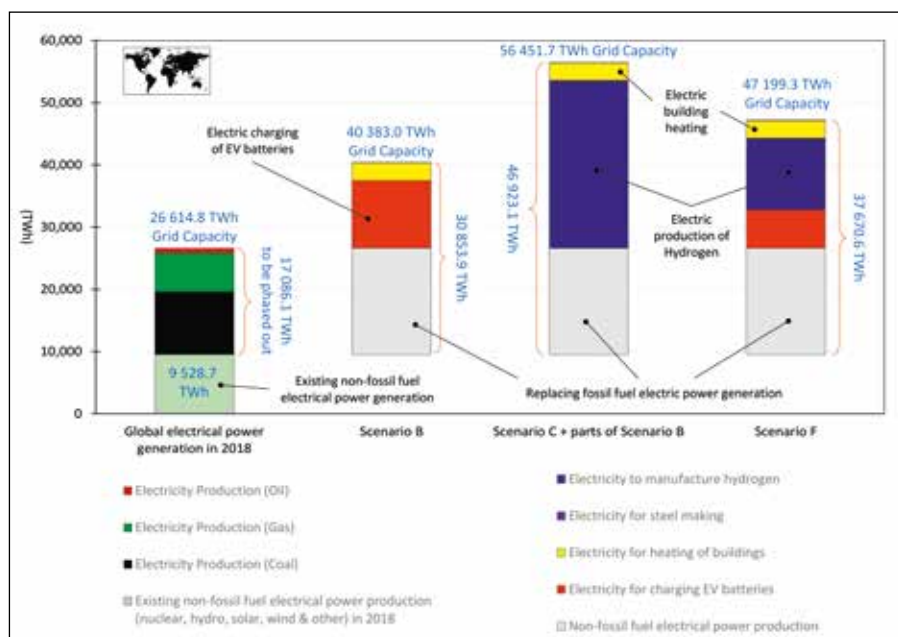 60,000
50,000
40,000
30,000
20,000
10,000
0
(TWh)
26 614.8 TWh
Grid Capacity
17 086.1 TWh
to be phased out
9 528.7
TWh
Existing non-fossil fuel
electrical power generation
Electric charging
of EV batteries
40 383.0 TWh
Grid Capacity
30 853.9 TWh
56 451.7 TWh Grid Capacity
46 923.1 TWh
Electric
building
heating
Electric
production of
Hydrogen
47 199.3 TWh
Grid Capacity
37 670.6 TWh
Replacing fossil fuel electric power generation
Global electrical power
generation in 2018
Scenario B
Scenario C + parts of Scenario B
Scenario F
Electricity Production (Oil)
Electricity Production (Gas)
Electricity Production (Coal)
Existing non-fossil fuel electrical power production
(nuclear, hydro, solar, wind & other) in 2018
Electricity to manufacture hydrogen
Electricity for steel making
Electricity for heating of buildings
Electricity for charging EV batteries
Non-fossil fuel electrical power production